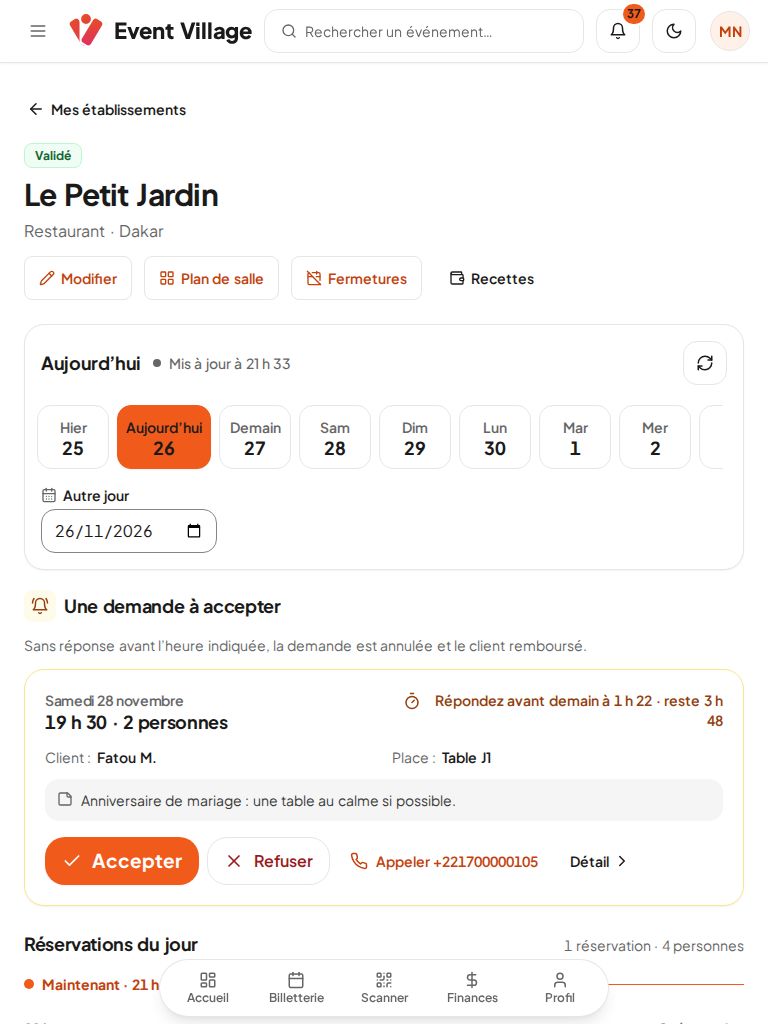 Event Village
Rechercher un événement…
37
MN
Mes établissements
Validé
Le Petit Jardin
Restaurant · Dakar
Modifier
Plan de salle
Fermetures
Recettes
Aujourd’hui
Mis à jour à 21 h 33
Hier
25
Aujourd’hui
26
Demain
27
Sam
28
Dim
29
Lun
30
Mar
1
Mer
2
Autre jour
26/11/2026
Une demande à accepter
Sans réponse avant l’heure indiquée, la demande est annulée et le client remboursé.
Samedi 28 novembre
19 h 30 · 2 personnes
Répondez avant demain à 1 h 22 · reste 3 h
48
Client : Fatou M.
Place : Table J1
Anniversaire de mariage : une table au calme si possible.
Accepter
Refuser
Appeler +221700000105
Détail
Réservations du jour
1 réservation · 4 personnes
Maintenant · 21 h
Accueil
Billetterie
Scanner
Finances
Profil